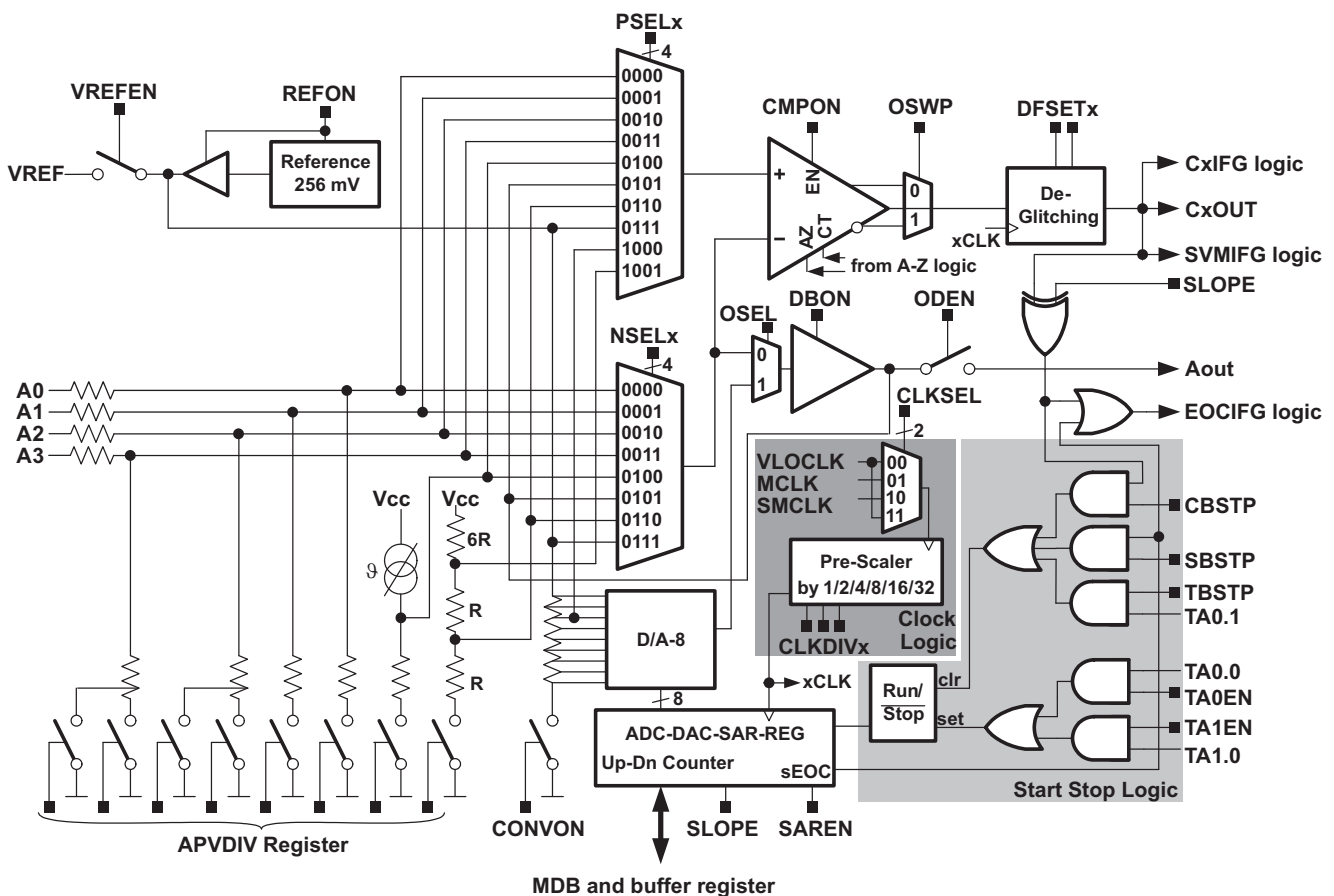 PSELx
4
VREFEN
REFON
VREF
Reference
256 mV
0000
0001
0010
0011
0100
0101
0110
0111
1000
1001
CMPON
OSWP
DFSETx
+
−
EN
AZ
CT
0
1
from A-Z logic
De-
Glitching
xCLK
CxIFG logic
CxOUT
SVMIFG logic
SLOPE
NSELx
4
OSEL
DBON
ODEN
0
1
Aout
EOCIFG logic
A0
A1
A2
A3
0000
0001
0010
0011
0100
0101
0110
0111
CLKSEL
2
VLOCLK
MCLK
SMCLK
00
01
10
11
Pre-Scaler
by 1/2/4/8/16/32
CLKDIVx
Clock
Logic
CBSTP
SBSTP
TBSTP
TA0.1
Vcc
Vcc
ϑ
6R
R
R
D/A-8
8
xCLK
Run/
Stop
clr
set
TA0.0
TA0EN
TA1EN
TA1.0
ADC-DAC-SAR-REG
Up-Dn Counter
sEOC
Start Stop Logic
APVDIV Register
CONVON
SLOPE
SAREN
MDB and buffer register